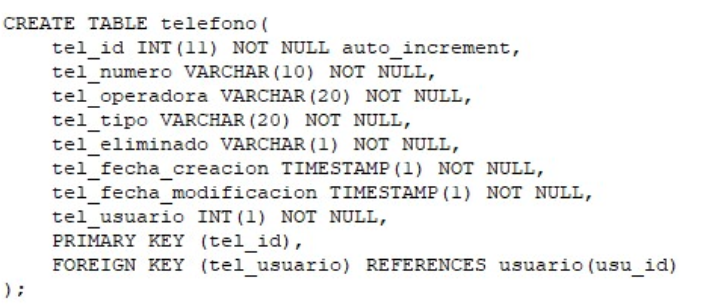 CREATE TABLE telefono(
    tel_id INT(11) NOT NULL auto_increment,
    tel_numero VARCHAR(10) NOT NULL,
    tel_operadora VARCHAR(20) NOT NULL,
    tel_tipo VARCHAR(20) NOT NULL,
    tel_eliminado VARCHAR(1) NOT NULL,
    tel_fecha_creacion TIMESTAMP(1) NOT NULL,
    tel_fecha_modificacion TIMESTAMP(1) NOT NULL,
    tel_usuario INT(1) NOT NULL,
    PRIMARY KEY (tel_id),
    FOREIGN KEY (tel_usuario) REFERENCES usuario(usu_id)
);